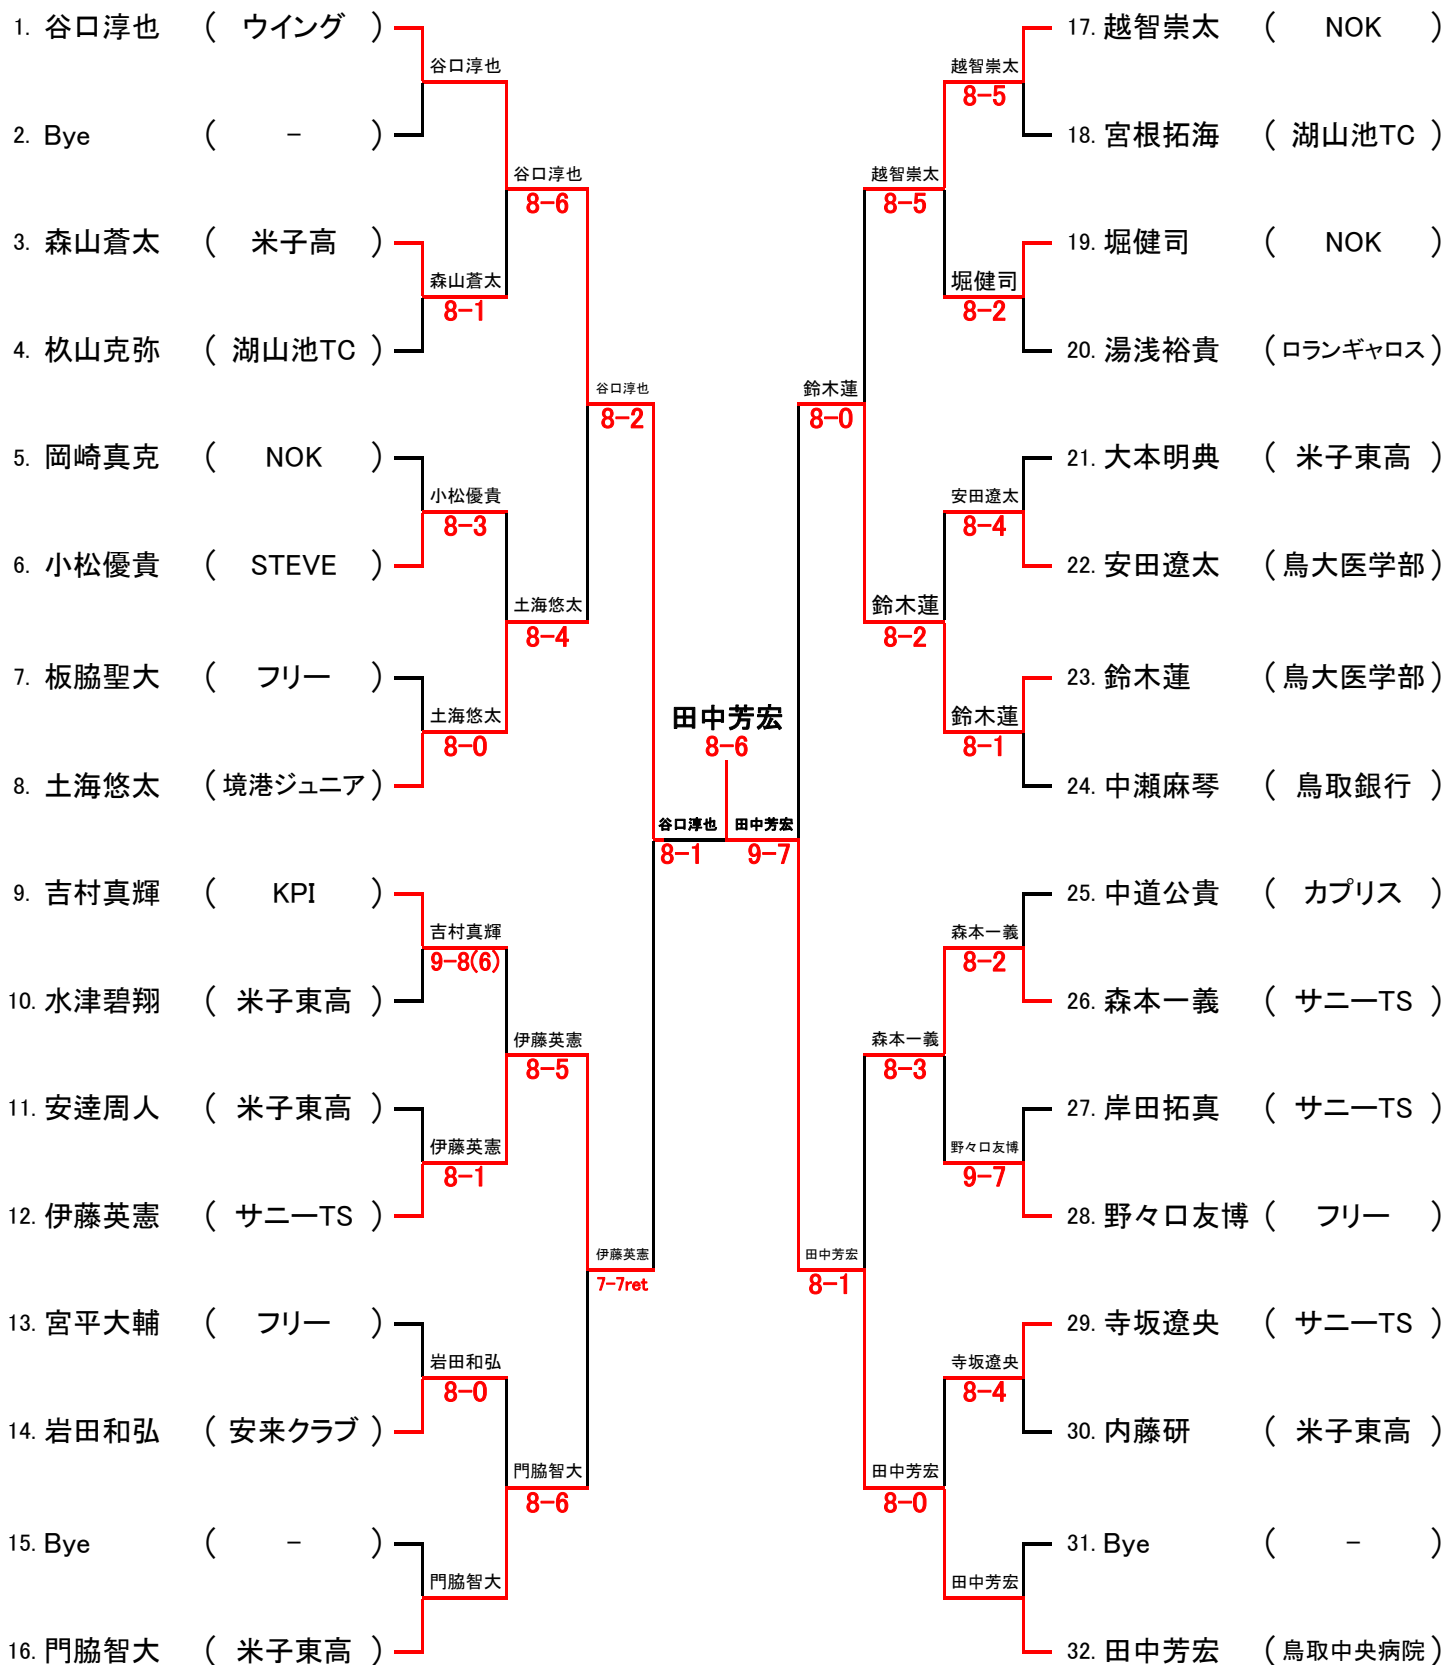 1. 谷口淳也 ( ウイング )
2. Bye ( - )
3. 森山蒼太 ( 米子高 )
4. 杦山克弥 ( 湖山池TC )
5. 岡崎真克 ( NOK )
6. 小松優貴 ( STEVE )
7. 板脇聖大 ( フリー )
8. 土海悠太 ( 境港ジュニア )
9. 吉村真輝 ( KPI )
10. 水津碧翔 ( 米子東高 )
11. 安逹周人 ( 米子東高 )
12. 伊藤英憲 ( サニーTS )
13. 宮平大輔 ( フリー )
14. 岩田和弘 ( 安来クラブ )
15. Bye ( - )
16. 門脇智大 ( 米子東高 )
谷口淳也
森山蒼太
8-1
小松優貴
8-3
土海悠太
8-0
吉村真輝
9-8(6)
伊藤英憲
8-1
岩田和弘
8-0
門脇智大
谷口淳也
8-6
土海悠太
8-4
伊藤英憲
8-5
門脇智大
8-6
谷口淳也
8-2
伊藤英憲
7-7ret
谷口淳也
8-1
田中芳宏
8-6
田中芳宏
9-7
鈴木蓮
8-0
田中芳宏
8-1
越智崇太
8-5
鈴木蓮
8-2
森本一義
8-3
田中芳宏
8-0
越智崇太
8-5
堀健司
8-2
安田遼太
8-4
鈴木蓮
8-1
森本一義
8-2
野々口友博
9-7
寺坂遼央
8-4
田中芳宏
17. 越智崇太 ( NOK )
18. 宮根拓海 ( 湖山池TC )
19. 堀健司 ( NOK )
20. 湯浅裕貴 ( ロランギャロス )
21. 大本明典 ( 米子東高 )
22. 安田遼太 ( 鳥大医学部 )
23. 鈴木蓮 ( 鳥大医学部 )
24. 中瀬麻琴 ( 鳥取銀行 )
25. 中道公貴 ( カプリス )
26. 森本一義 ( サニーTS )
27. 岸田拓真 ( サニーTS )
28. 野々口友博 ( フリー )
29. 寺坂遼央 ( サニーTS )
30. 内藤研 ( 米子東高 )
31. Bye ( - )
32. 田中芳宏 ( 鳥取中央病院 )